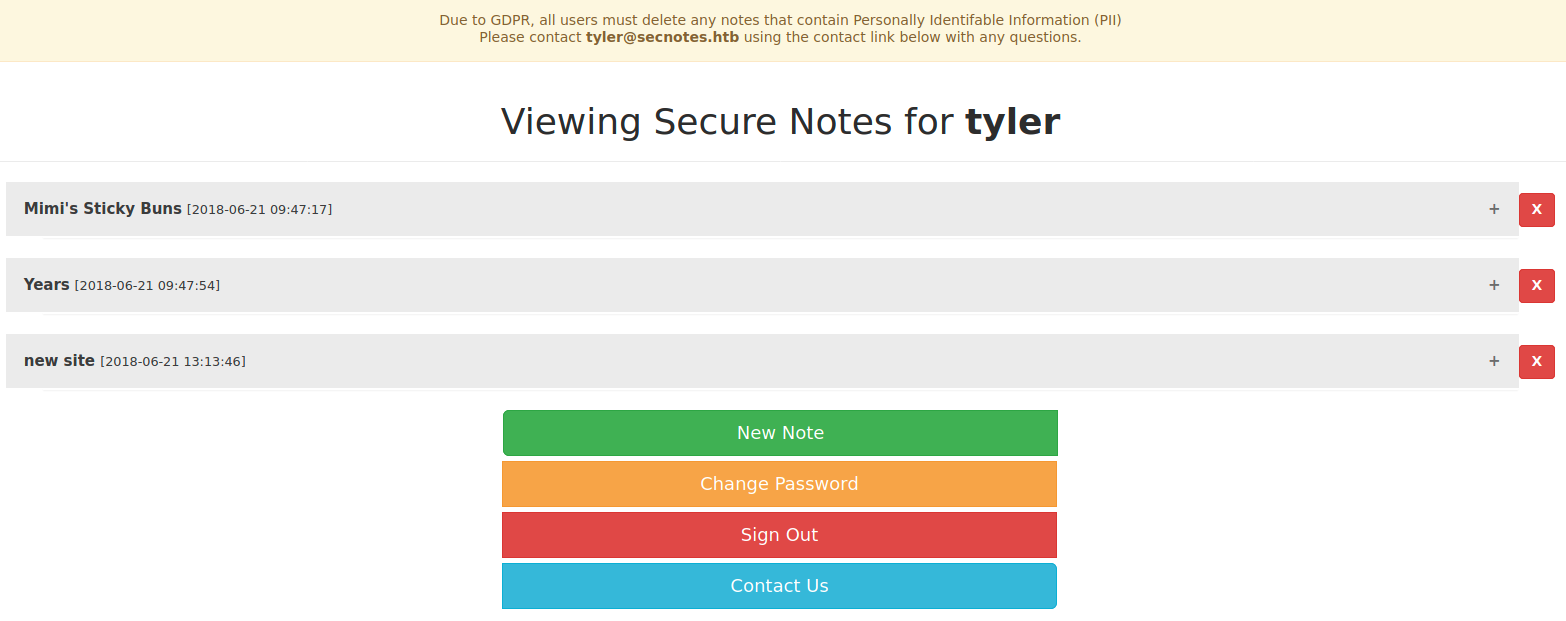 Due to GDPR, all users must delete any notes that contain Personally Identifable Information (PII)
Please contact tyler@secnotes.htb using the contact link below with any questions.
Viewing Secure Notes for tyler
Mimi's Sticky Buns [2018-06-21 09:47:17] + X
Years [2018-06-21 09:47:54] + X
new site [2018-06-21 13:13:46] + X
New Note
Change Password
Sign Out
Contact Us